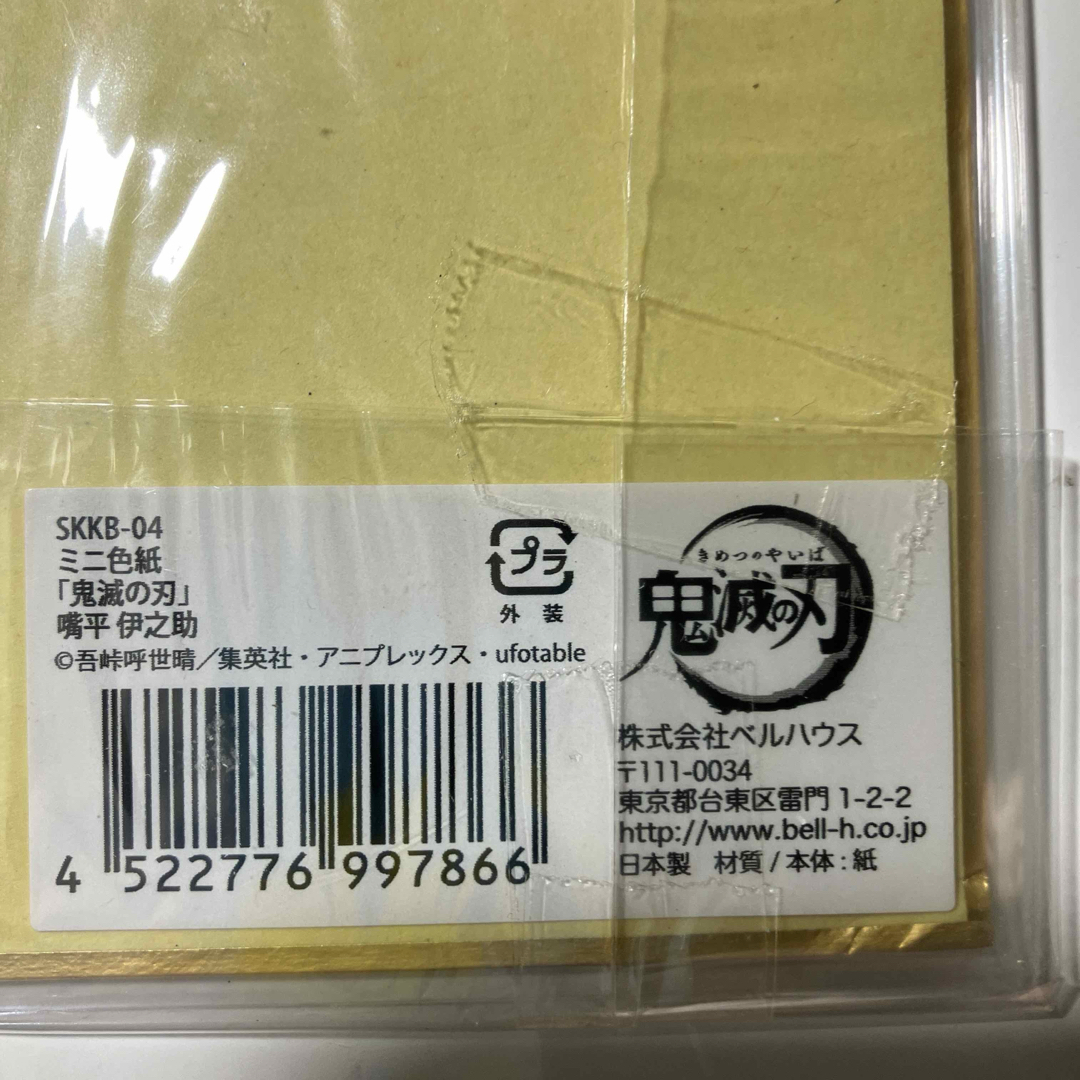 SKKB-04
ミニ色紙
「鬼滅の刃」
嘴平 伊之助
©吾峠呼世晴／集英社・アニプレックス・ufotable
プラ
外 装
きめつのやいば
鬼滅の刃
株式会社ベルハウス
〒111-0034
東京都台東区雷門 1-2-2
http://www.bell-h.co.jp
日本製 材質 / 本体 : 紙
4 522776 997866